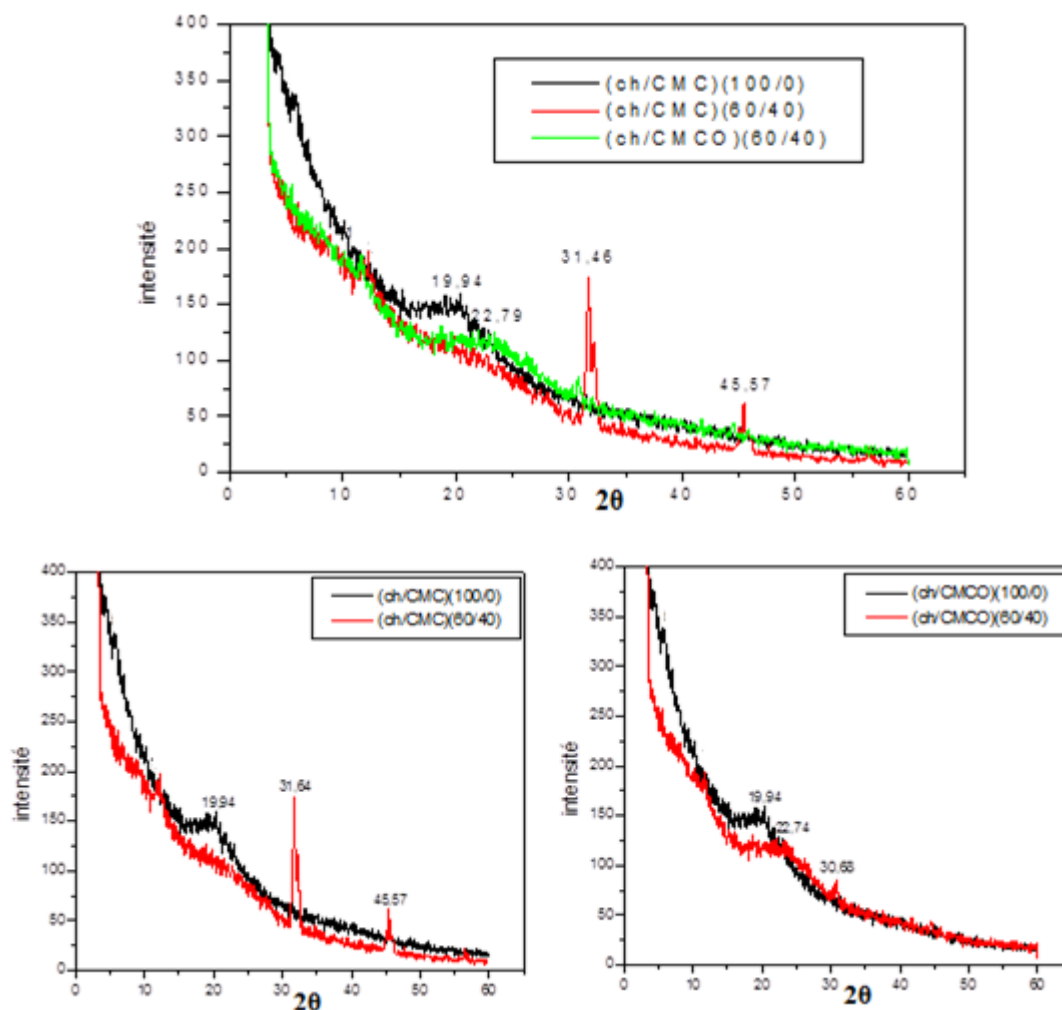 400
350
300
250
200
150
100
50
0
intensité
(ch/CMC)(100/0)
(ch/CMC)(60/40)
(ch/CMCO)(60/40)
19,94
22,79
31,46
45,57
0 10 20 30 40 50 60
2θ
400
350
300
250
200
150
100
50
0
intensité
(ch/CMC)(100/0)
(ch/CMC)(60/40)
19,94
31,64
45,57
0 10 20 30 40 50 60
2θ
400
350
300
250
200
150
100
50
0
intensité
(ch/CMCO)(100/0)
(ch/CMCO)(60/40)
19,94
22,74
30,68
0 10 20 30 40 50 60
2θ